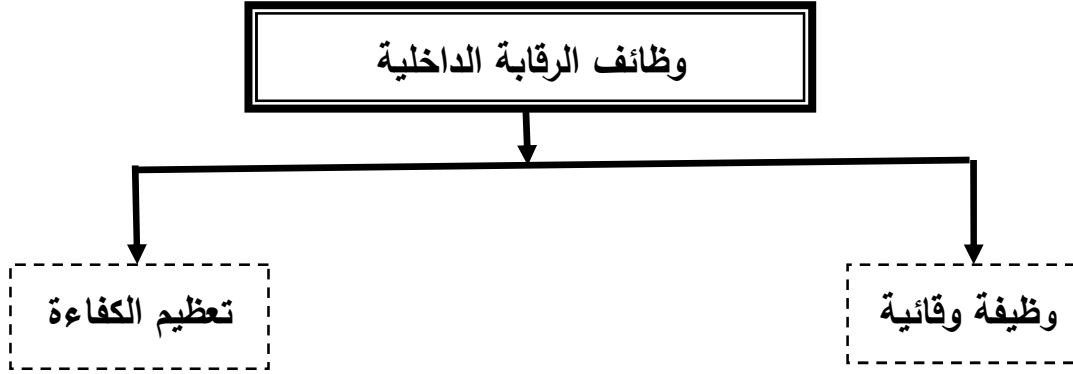 وظائف الرقابة الداخلية
وظيفة وقائية
تعظيم الكفاءة